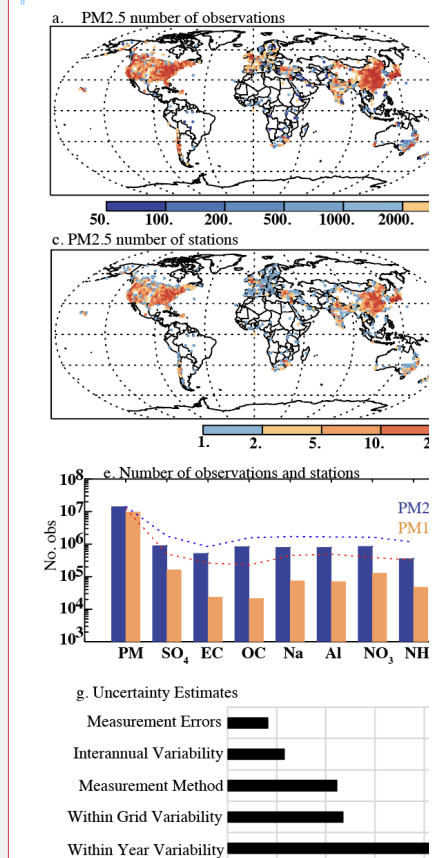 a. PM2.5 number of observations
50. 100. 200. 500. 1000. 2000.
c. PM2.5 number of stations
1. 2. 5. 10. 2
e. Number of observations and stations
10⁸
10⁷
10⁶
10⁵
10⁴
10³
No. obs
PM2
PM1
PM SO₄ EC OC Na Al NO₃ NH
g. Uncertainty Estimates
Measurement Errors
Interannual Variability
Measurement Method
Within Grid Variability
Within Year Variability